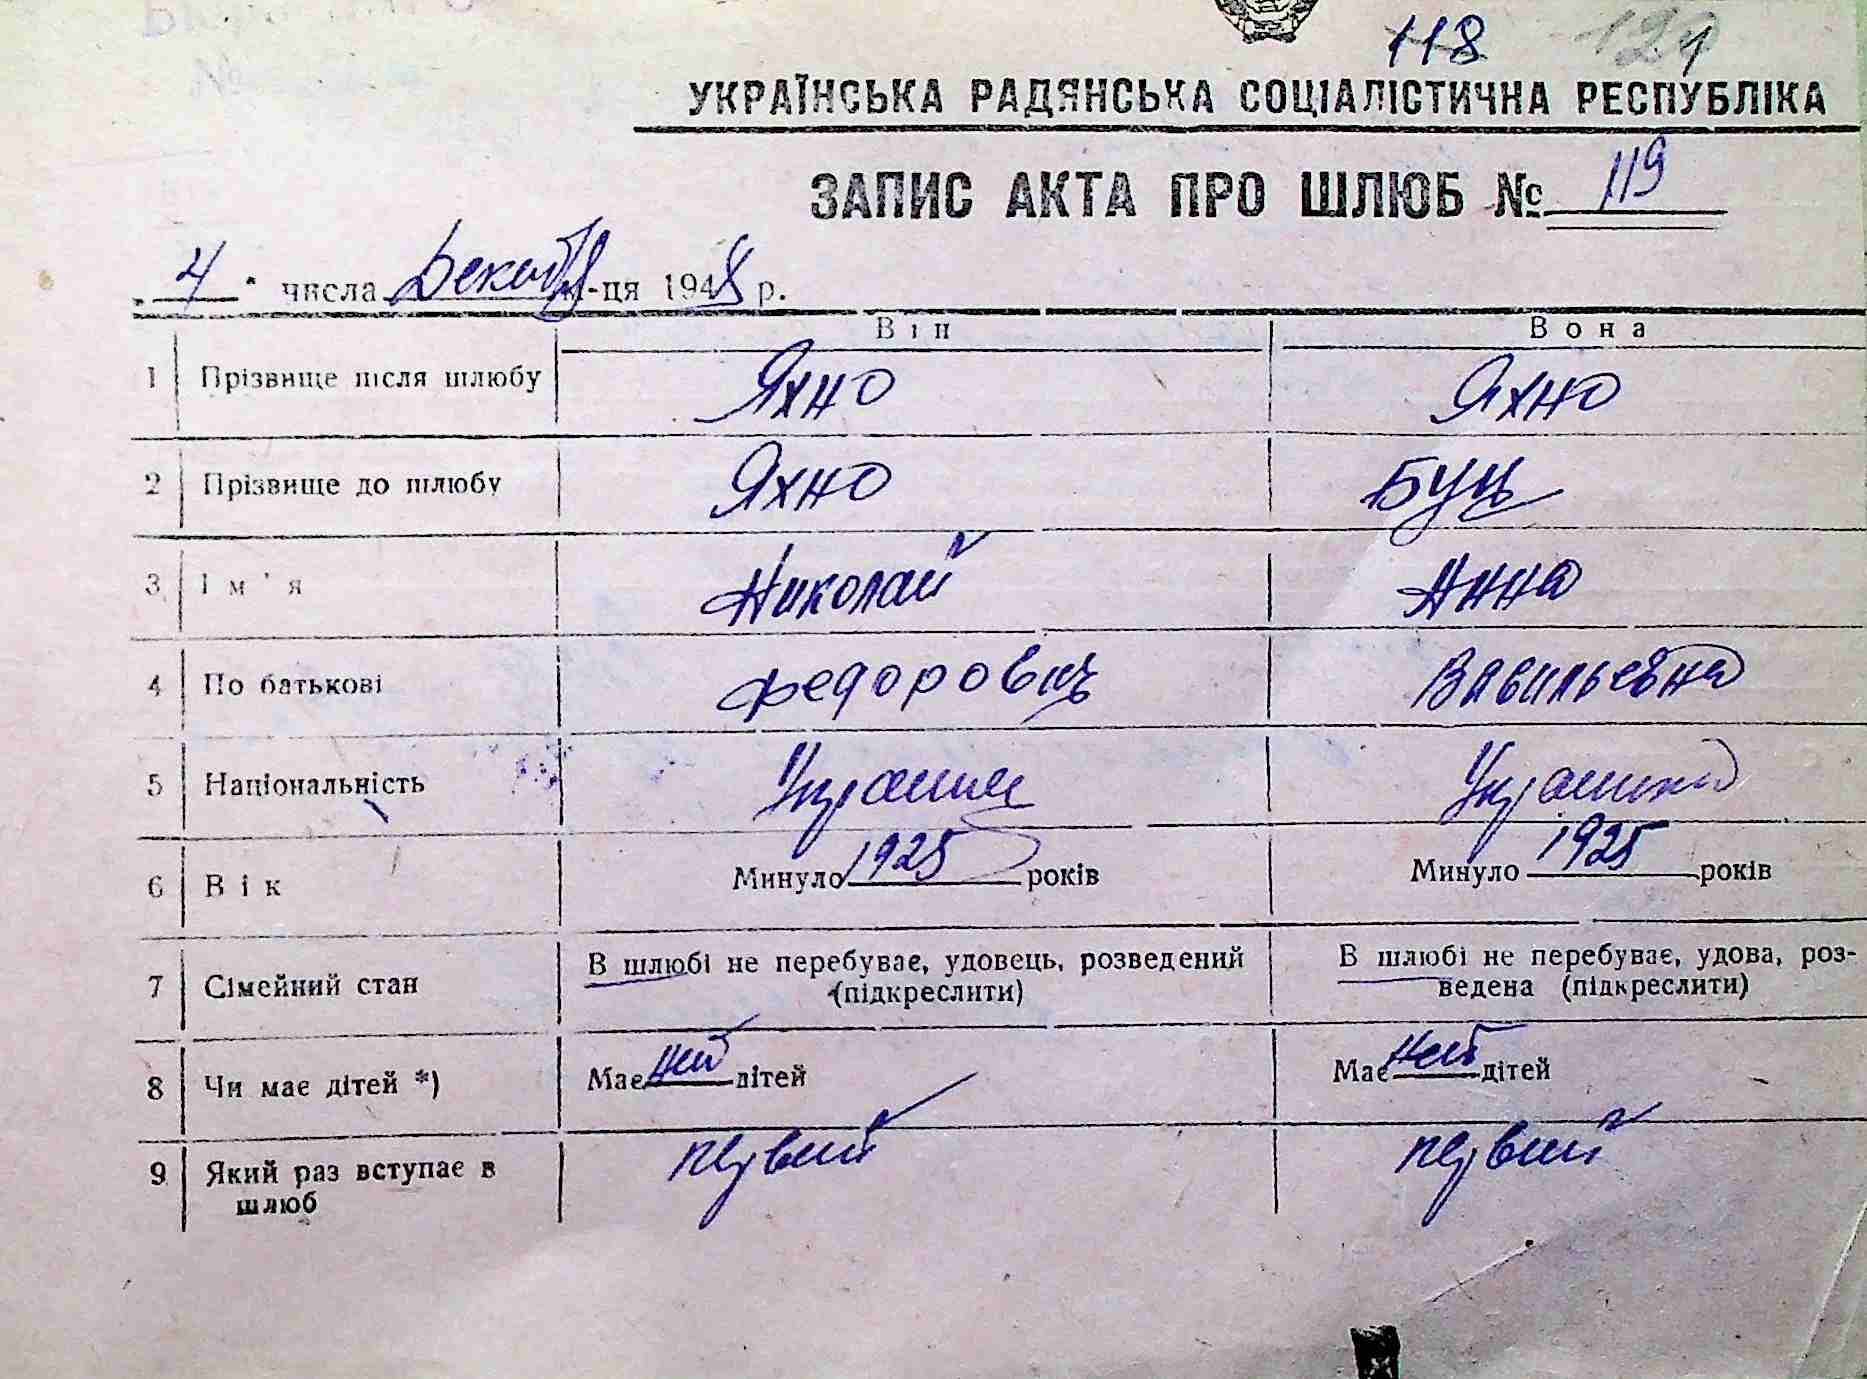 118 124
УКРАЇНСЬКА РАДЯНСЬКА СОЦІАЛІСТИЧНА РЕСПУБЛІКА
ЗАПИС АКТА ПРО ШЛЮБ № 119
„4" числа Декабр м-ця 1948 р.
Він Вона
1 Прізвище після шлюбу Яхно Яхно
2 Прізвище до шлюбу Яхно Буц
3 Ім'я Николай Анна
4 По батькові Федорович Васильевна
5 Національність Украинец Украинка
6 Вік Минуло 1925 років Минуло 1925 років
7 Сімейний стан В шлюбі не перебуває, удовець, розведений В шлюбі не перебуває, удова, роз-
(підкреслити) ведена (підкреслити)
8 Чи має дітей *) Має нет дітей Має нет дітей
9 Який раз вступає в первый первый
шлюб